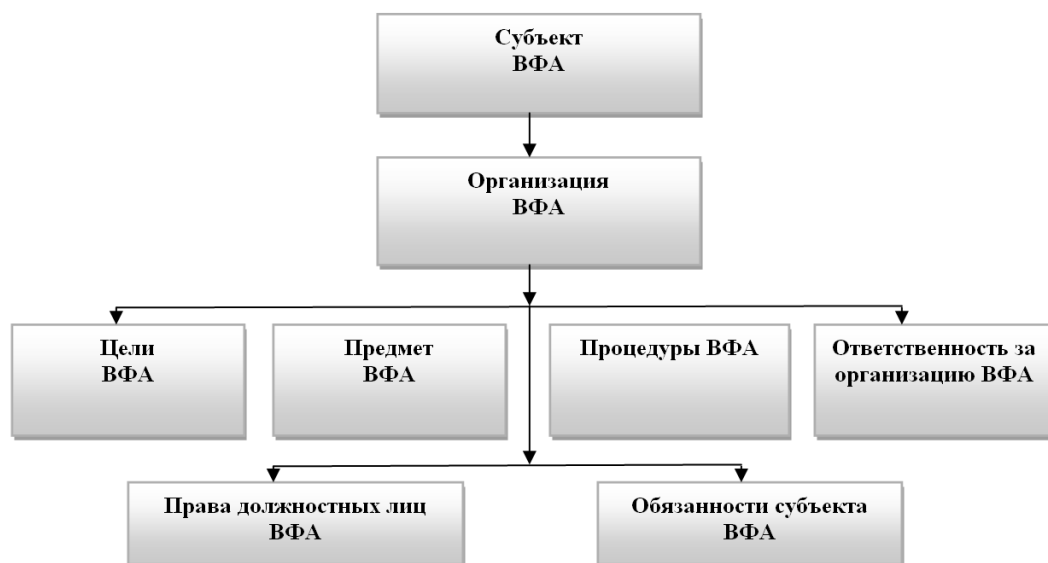 Субъект
ВФА
Организация
ВФА
Цели
ВФА
Предмет
ВФА
Процедуры ВФА
Ответственность за
организацию ВФА
Права должностных лиц
ВФА
Обязанности субъекта
ВФА